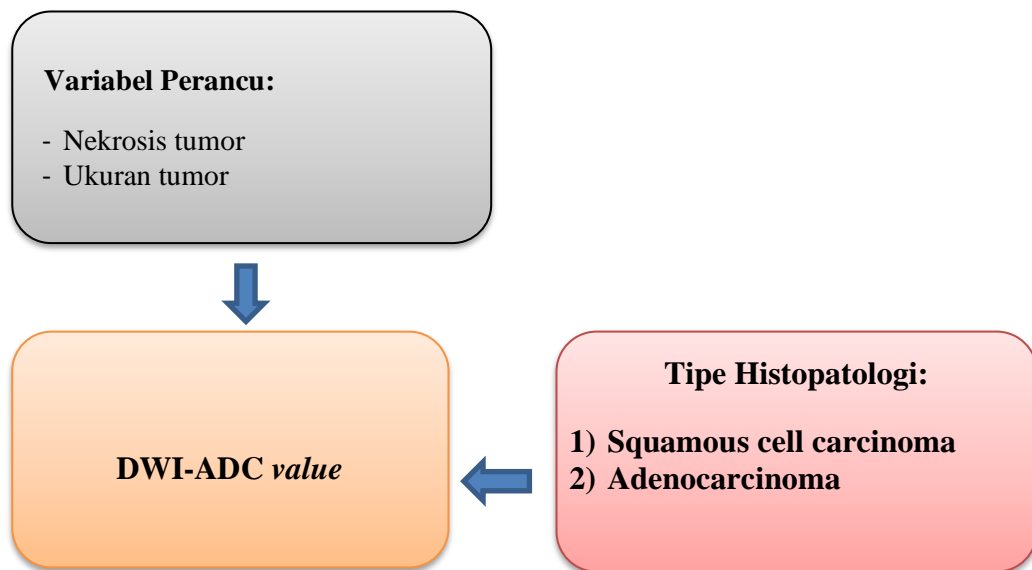 Variabel Perancu:
- Nekrosis tumor
- Ukuran tumor
DWI-ADC value
Tipe Histopatologi:
1) Squamous cell carcinoma
2) Adenocarcinoma